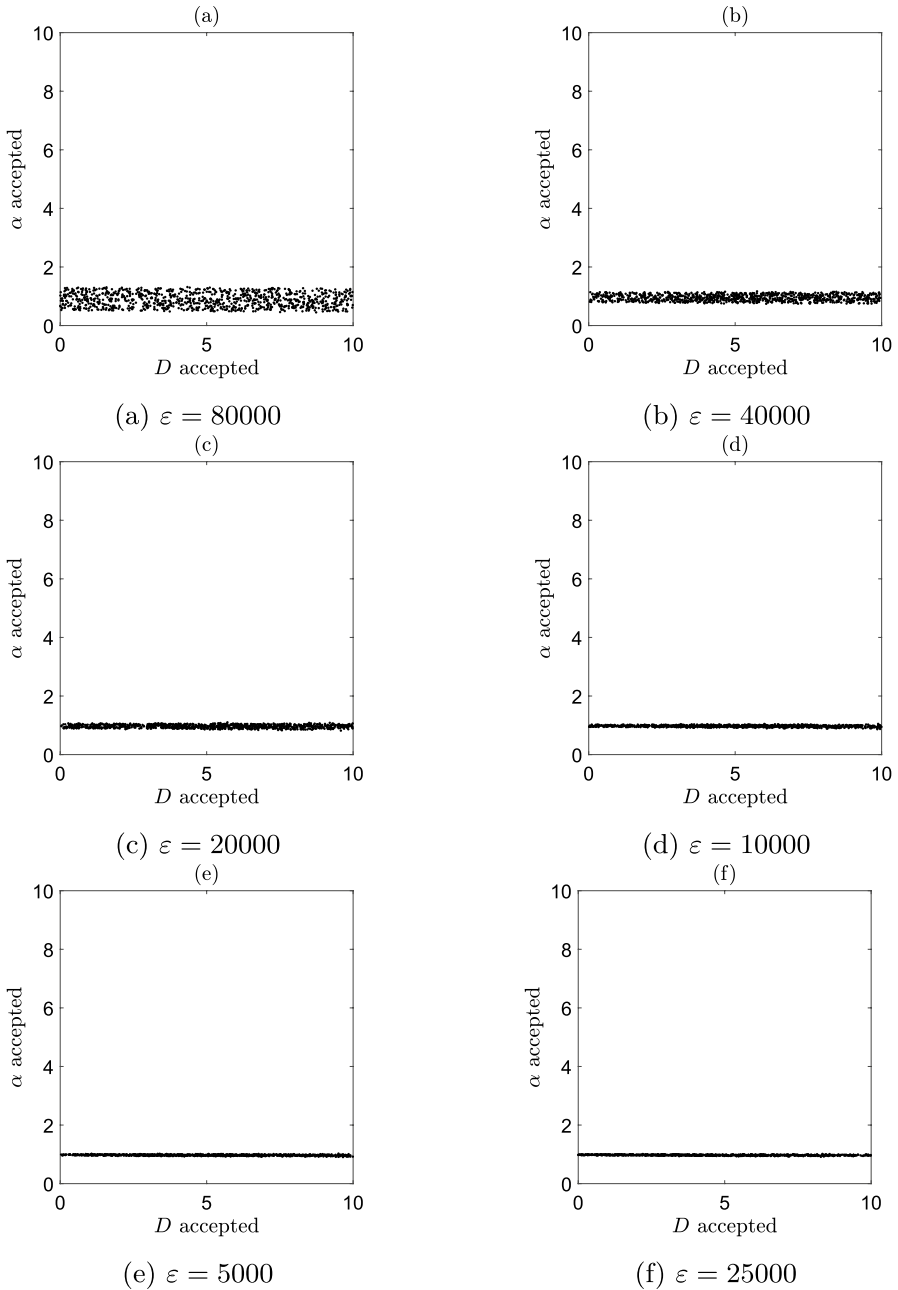 (a)
10
8
6
4
2
0
α accepted
0 5 10
D accepted
(a) ε = 80000
(b)
10
8
6
4
2
0
α accepted
0 5 10
D accepted
(b) ε = 40000
(c)
10
8
6
4
2
0
α accepted
0 5 10
D accepted
(c) ε = 20000
(d)
10
8
6
4
2
0
α accepted
0 5 10
D accepted
(d) ε = 10000
(e)
10
8
6
4
2
0
α accepted
0 5 10
D accepted
(e) ε = 5000
(f)
10
8
6
4
2
0
α accepted
0 5 10
D accepted
(f) ε = 25000